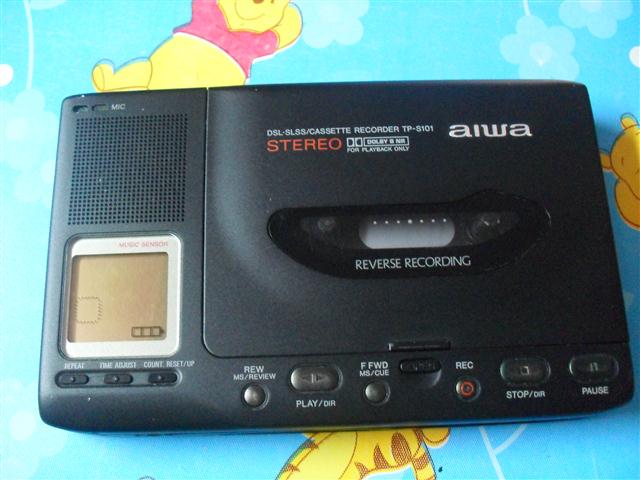 MIC
DSL-SLSS/CASSETTE RECORDER TP-S101
aiwa
STEREO
DOLBY B NR
FOR PLAYBACK ONLY
MUSIC SENSOR
REVERSE RECORDING
REPEAT TIME ADJUST COUNT RESET/UP
REW
MS/REVIEW
PLAY/DIR
F FWD
MS/CUE
REC
STOP/DIR
PAUSE